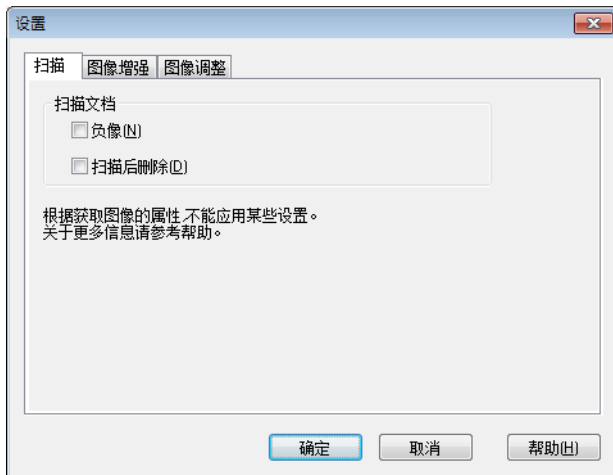 设置
扫描 图像增强 图像调整
扫描文档
负像(N)
扫描后删除(D)
根据获取图像的属性,不能应用某些设置。
关于更多信息请参考帮助。
确定 取消 帮助(H)